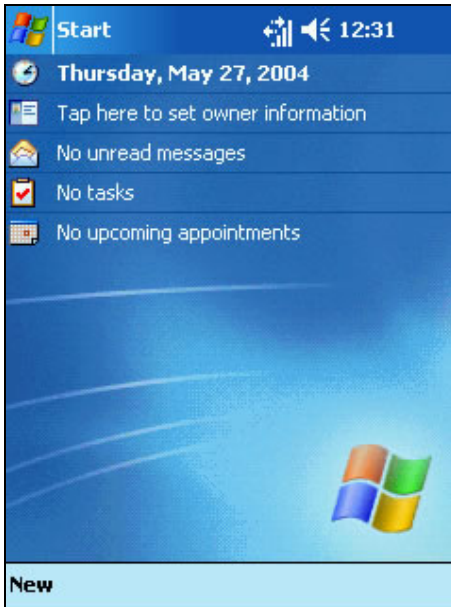 Start 12:31
Thursday, May 27, 2004
Tap here to set owner information
No unread messages
No tasks
No upcoming appointments
New